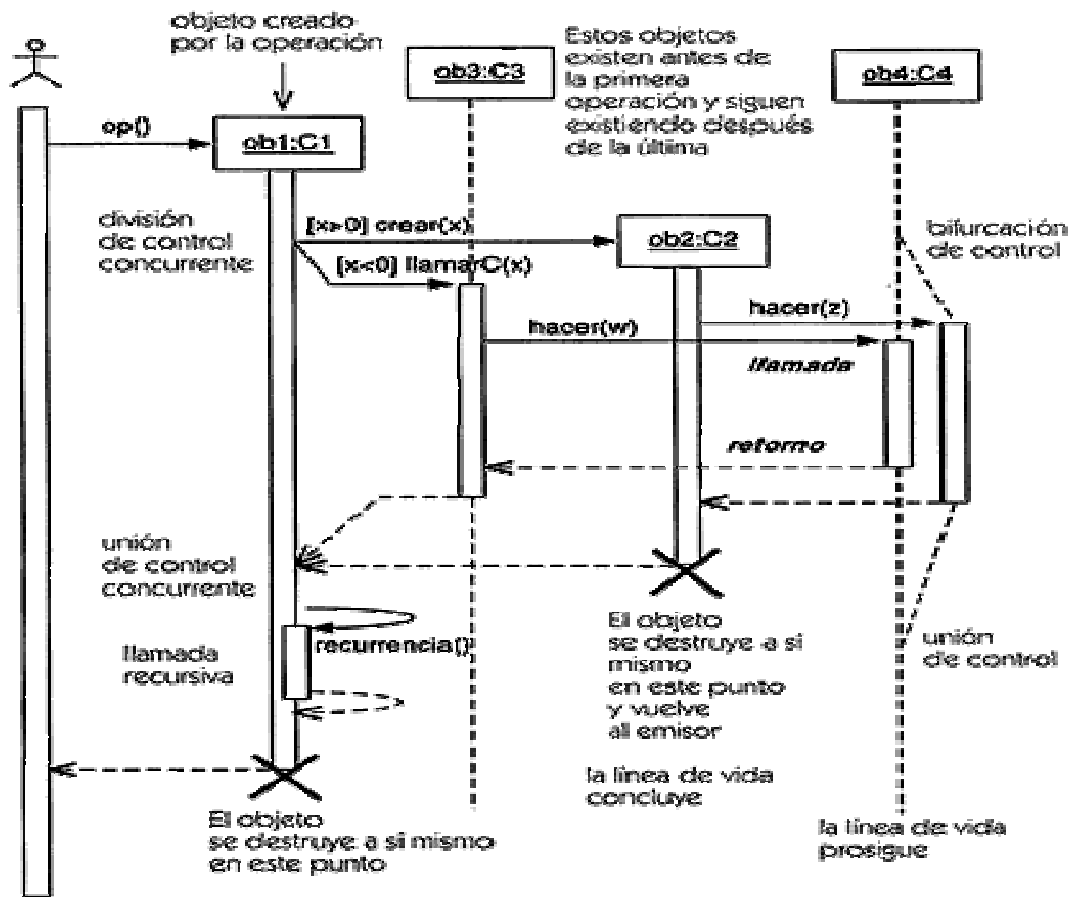 objeto creado
por la operación
ob3:C3
Estos objetos
existen antes de
la primera
operación y siguen
existiendo después
de la última
ob4:C4
op()
ob1:C1
división
de control
concurrente
[x>0] crear(x)
ob2:C2
bifurcación
de control
[x<0] llamarC(x)
hacer(w)
hacer(z)
llamada
retorno
unión
de control
concurrente
recurrencia()
llamada
recursiva
El objeto
se destruye a sí
mismo
en este punto
y vuelve
al emisor
unión
de control
la línea de vida
concluye
El objeto
se destruye a sí mismo
en este punto
la línea de vida
prosigue